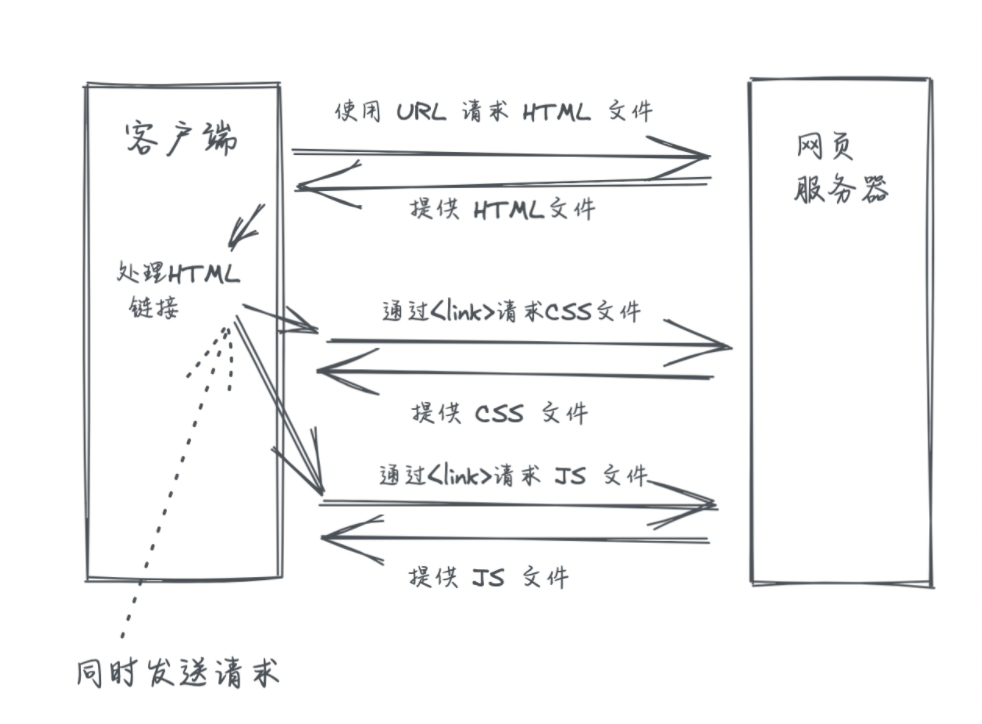 客户端
使用 URL 请求 HTML 文件
网页
服务器
提供 HTML文件
处理HTML
链接
通过<link>请求CSS文件
提供 CSS 文件
通过<link>请求 JS 文件
提供 JS 文件
同时发送请求